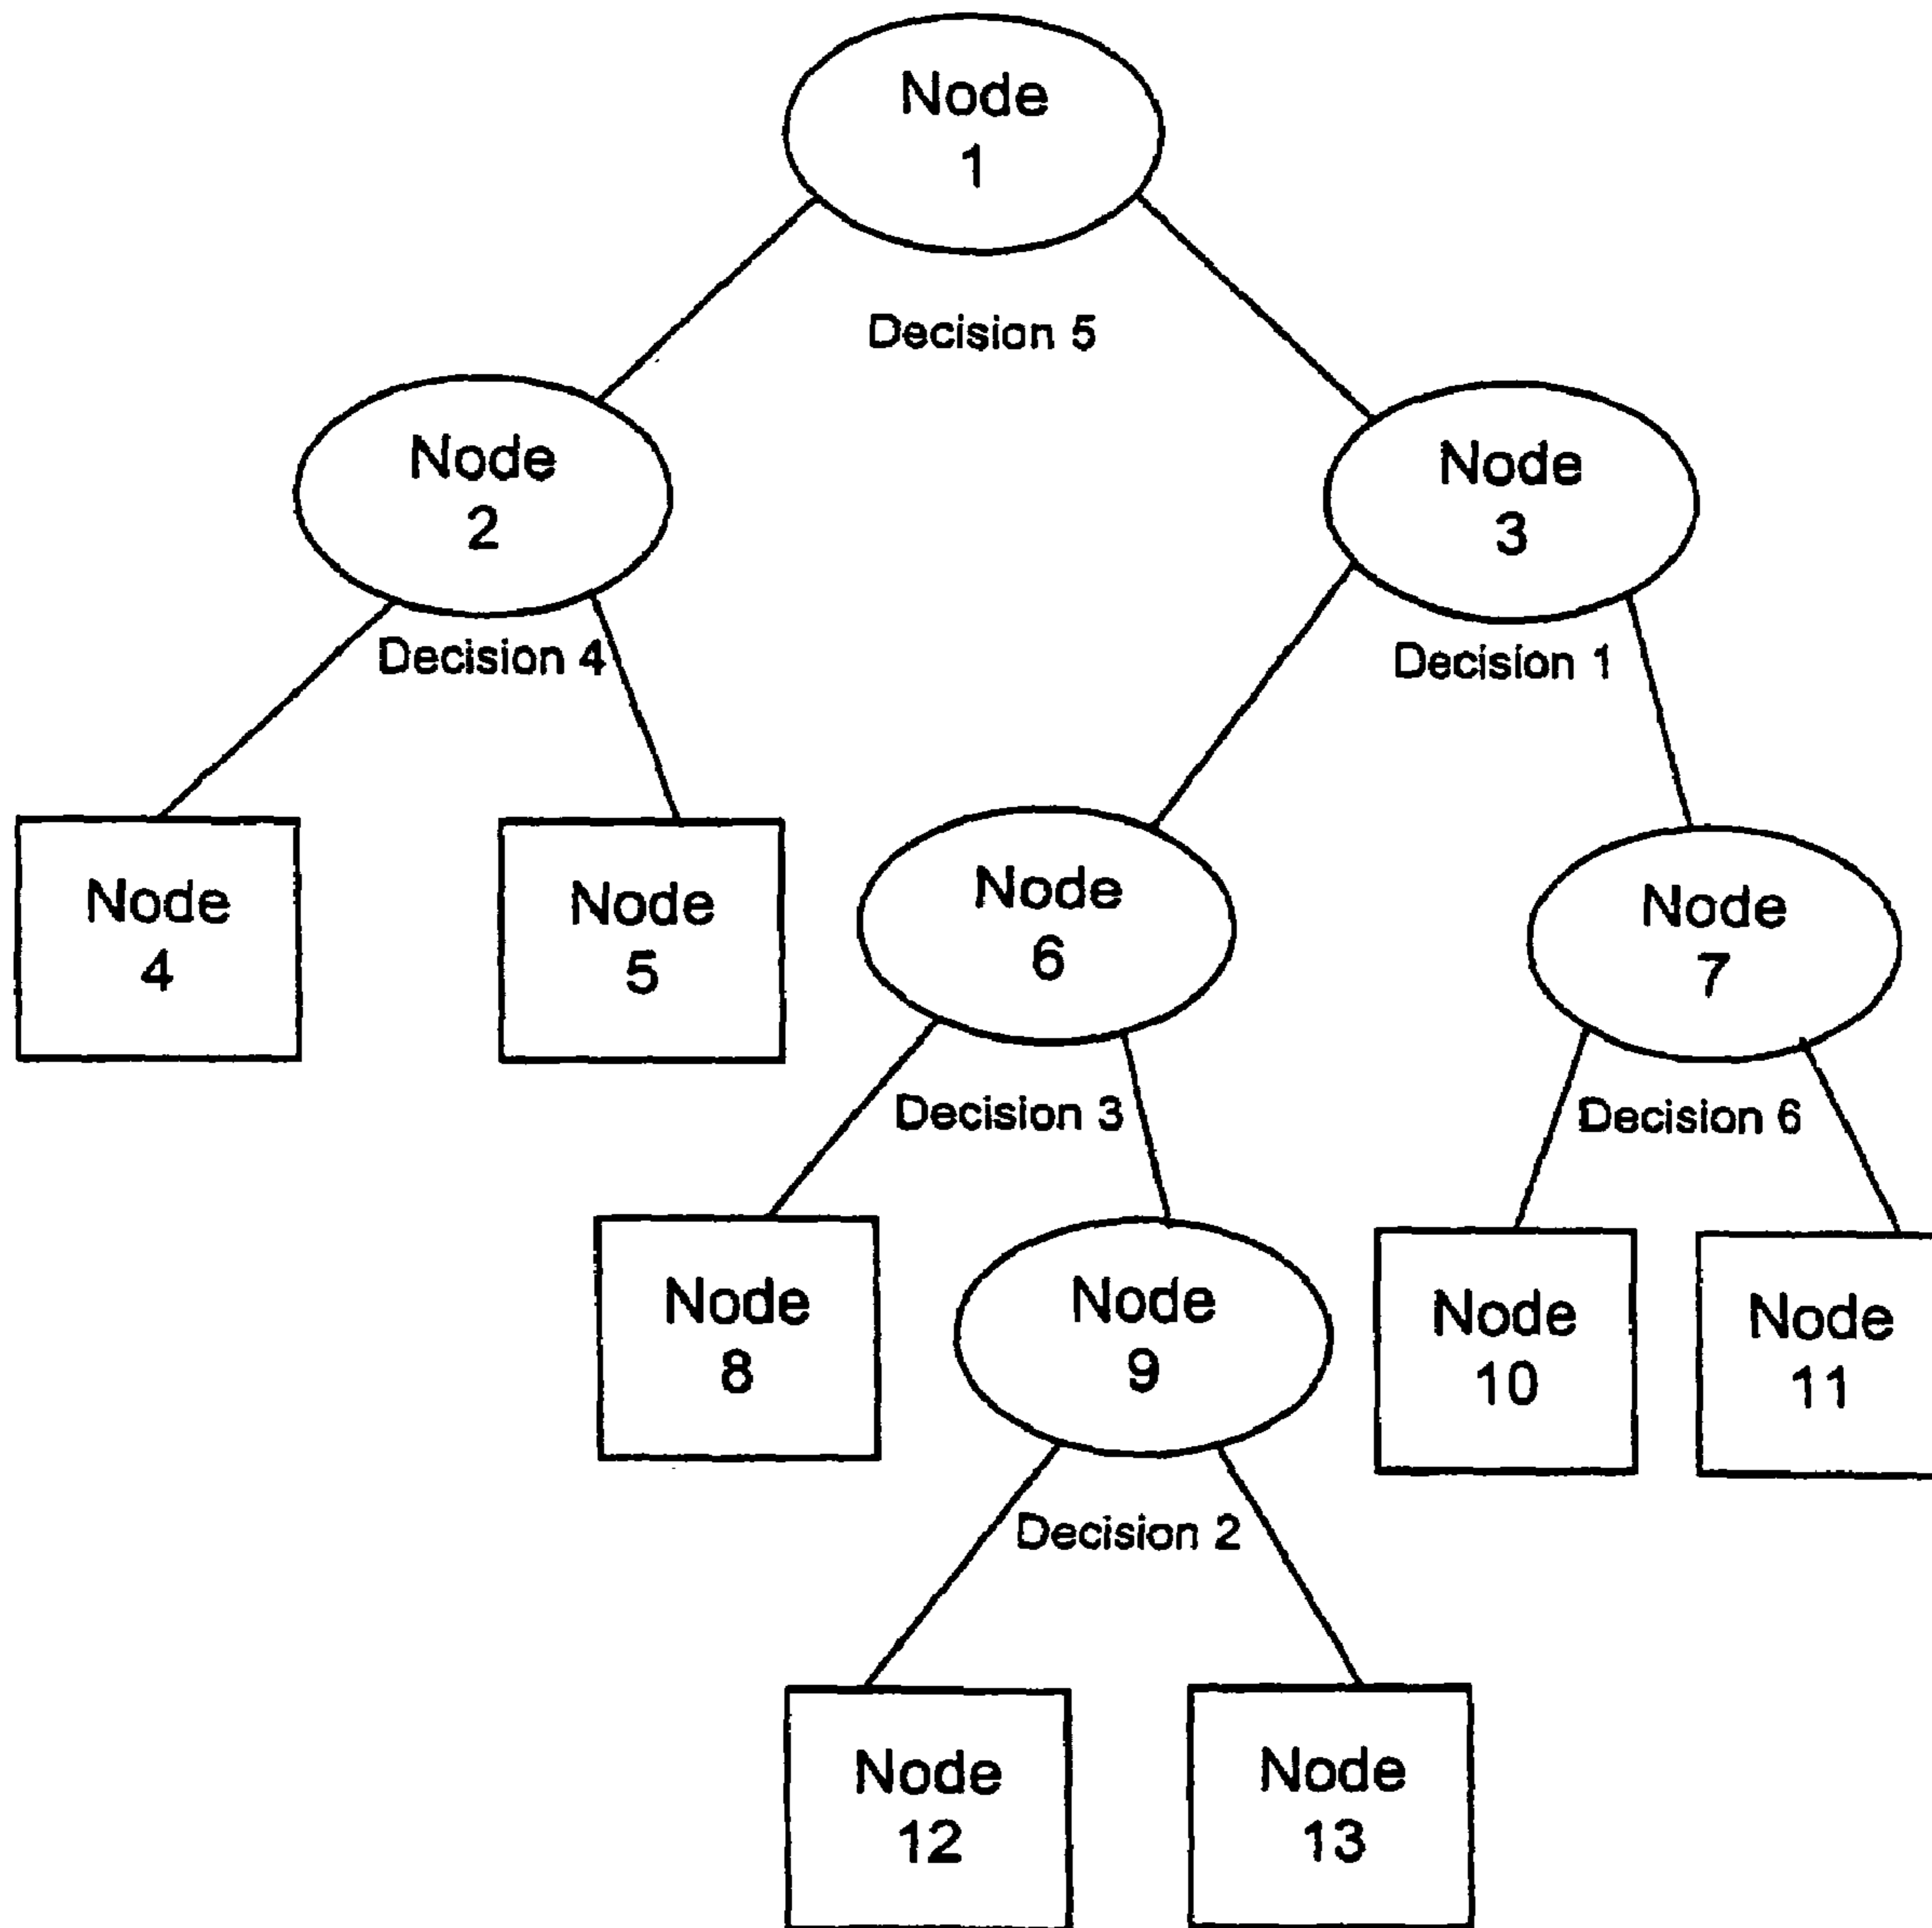 Node
1
Decision 5
Node
2
Node
3
Decision 4
Decision 1
Node
4
Node
5
Node
6
Node
7
Decision 3
Decision 6
Node
8
Node
9
Node
10
Node
11
Decision 2
Node
12
Node
13